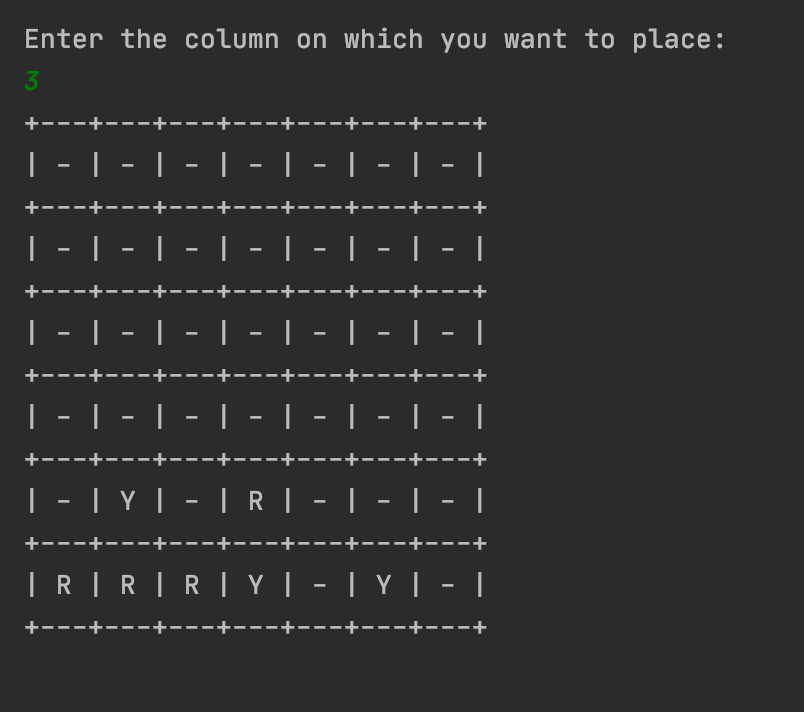 Enter the column on which you want to place:
3
+---+---+---+---+---+---+---+
| - | - | - | - | - | - | - |
+---+---+---+---+---+---+---+
| - | - | - | - | - | - | - |
+---+---+---+---+---+---+---+
| - | - | - | - | - | - | - |
+---+---+---+---+---+---+---+
| - | - | - | - | - | - | - |
+---+---+---+---+---+---+---+
| - | Y | - | R | - | - | - |
+---+---+---+---+---+---+---+
| R | R | R | Y | - | Y | - |
+---+---+---+---+---+---+---+